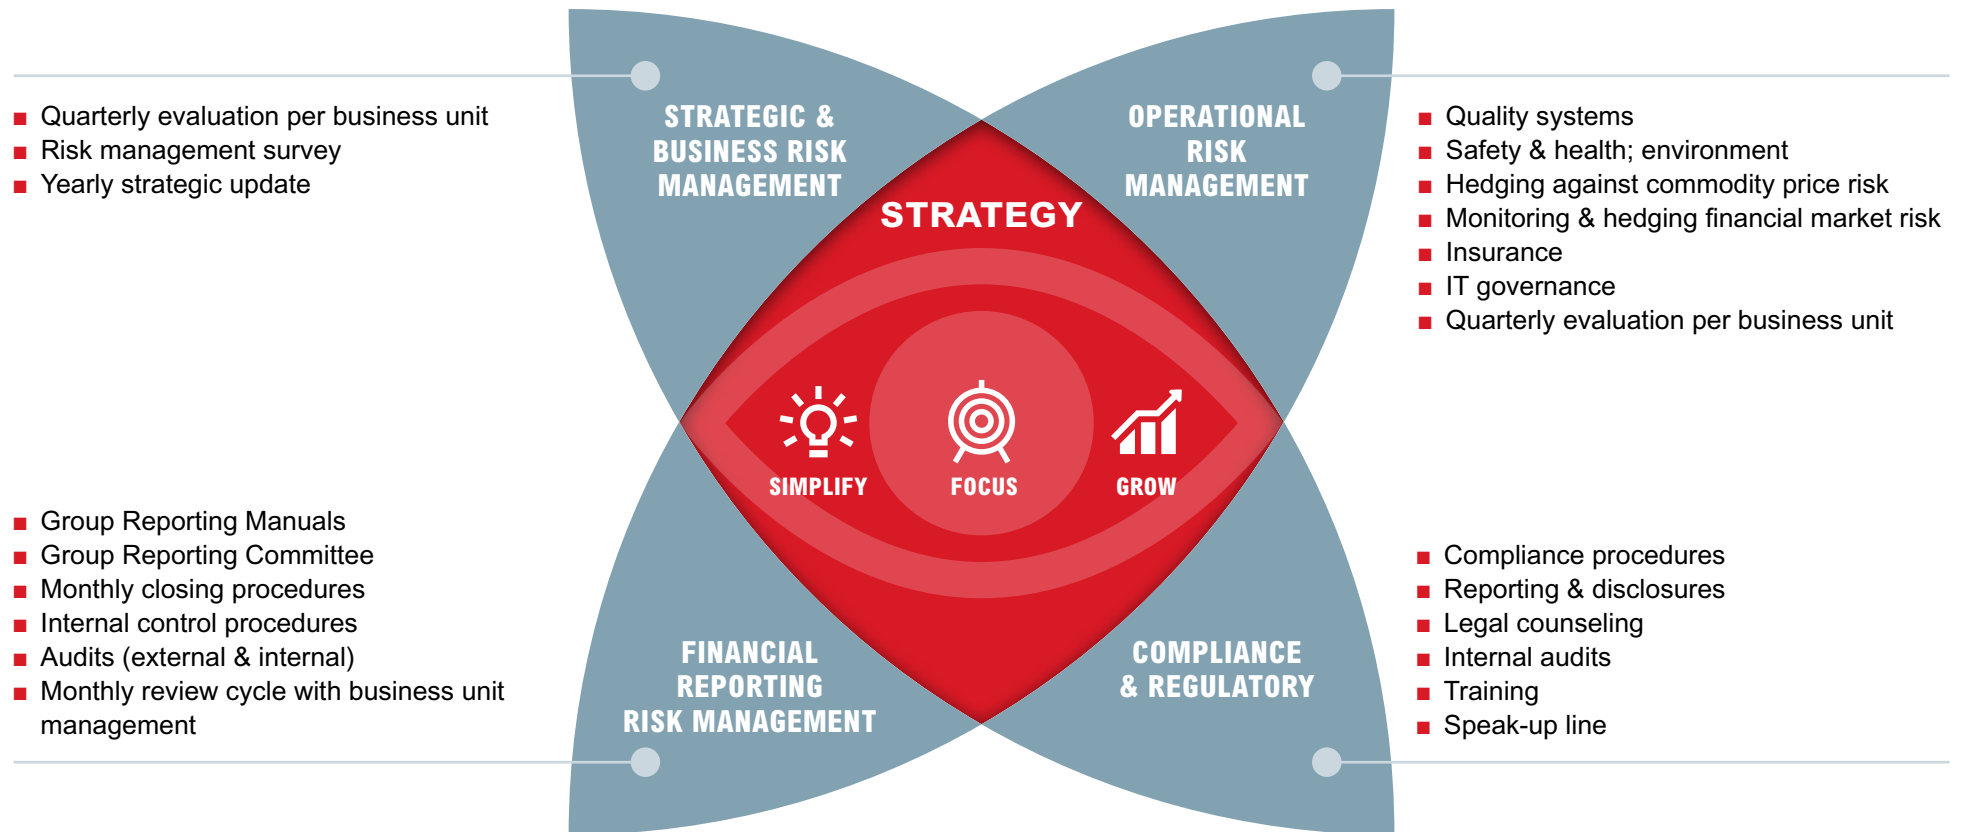 STRATEGIC &
BUSINESS RISK
MANAGEMENT
■ Quarterly evaluation per business unit
■ Risk management survey
■ Yearly strategic update
OPERATIONAL
RISK
MANAGEMENT
■ Quality systems
■ Safety & health; environment
■ Hedging against commodity price risk
■ Monitoring & hedging financial market risk
■ Insurance
■ IT governance
■ Quarterly evaluation per business unit
STRATEGY
SIMPLIFY
FOCUS
GROW
FINANCIAL
REPORTING
RISK MANAGEMENT
■ Group Reporting Manuals
■ Group Reporting Committee
■ Monthly closing procedures
■ Internal control procedures
■ Audits (external & internal)
■ Monthly review cycle with business unit
management
COMPLIANCE
& REGULATORY
■ Compliance procedures
■ Reporting & disclosures
■ Legal counseling
■ Internal audits
■ Training
■ Speak-up line